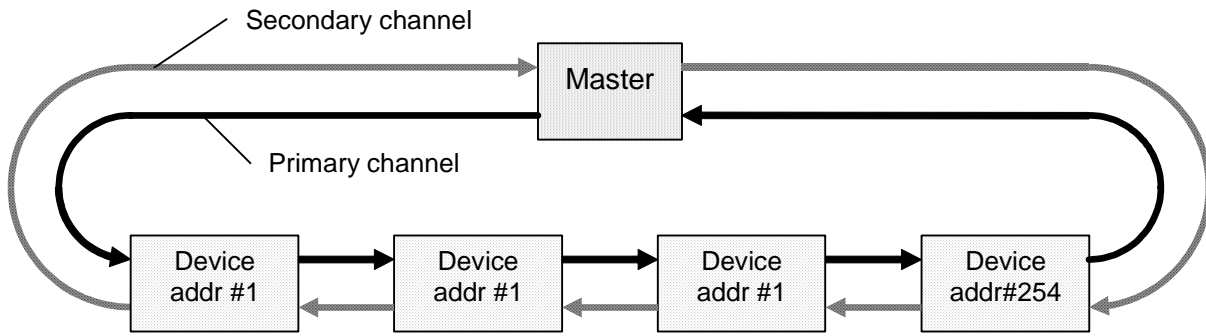 Secondary channel
Master
Primary channel
Device
addr #1
Device
addr #1
Device
addr #1
Device
addr#254